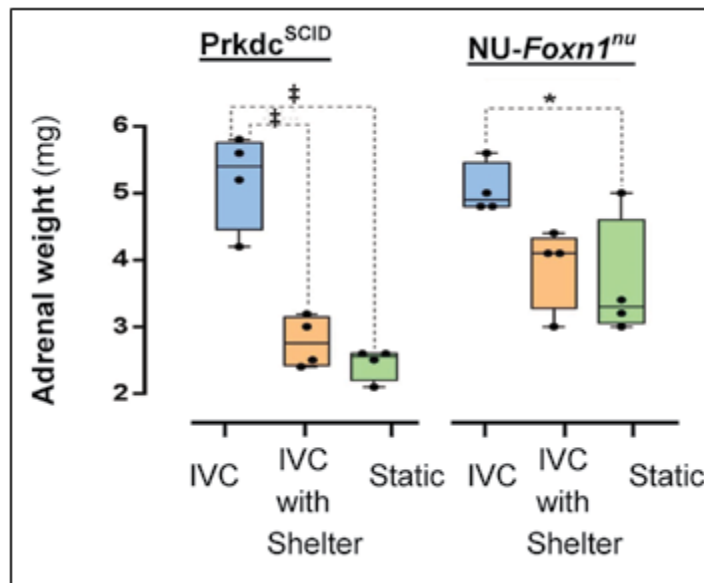 Prkdc^SCID
NU-Foxn1^nu
‡
‡
*
Adrenal weight (mg)
6
5
4
3
2
IVC
IVC
with
Shelter
Static
IVC
IVC
with
Shelter
Static